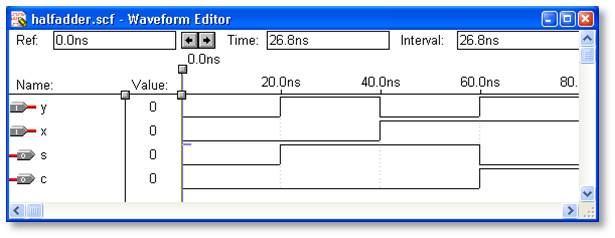 halfadder.scf - Waveform Editor
Ref: 0.0ns Time: 26.8ns Interval: 26.8ns
0.0ns
Name: Value: 20.0ns 40.0ns 60.0ns 80.
y 0
x 0
s 0
c 0